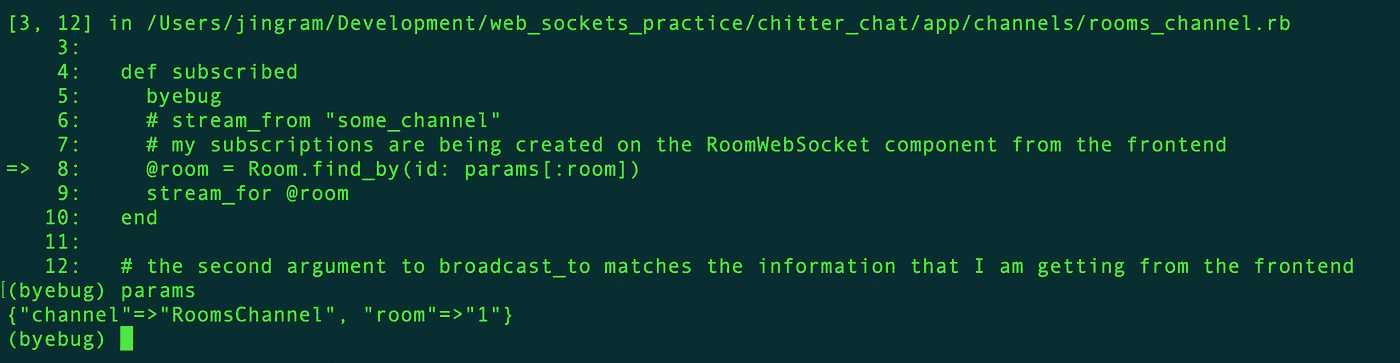 [3, 12] in /Users/jingram/Development/web_sockets_practice/chitter_chat/app/channels/rooms_channel.rb
    3:
    4:   def subscribed
    5:     byebug
    6:     # stream_from "some_channel"
    7:     # my subscriptions are being created on the RoomWebSocket component from the frontend
=>  8:     @room = Room.find_by(id: params[:room])
    9:     stream_for @room
   10:   end
   11:
   12:   # the second argument to broadcast_to matches the information that I am getting from the frontend
(byebug) params
{"channel"=>"RoomsChannel", "room"=>"1"}
(byebug)